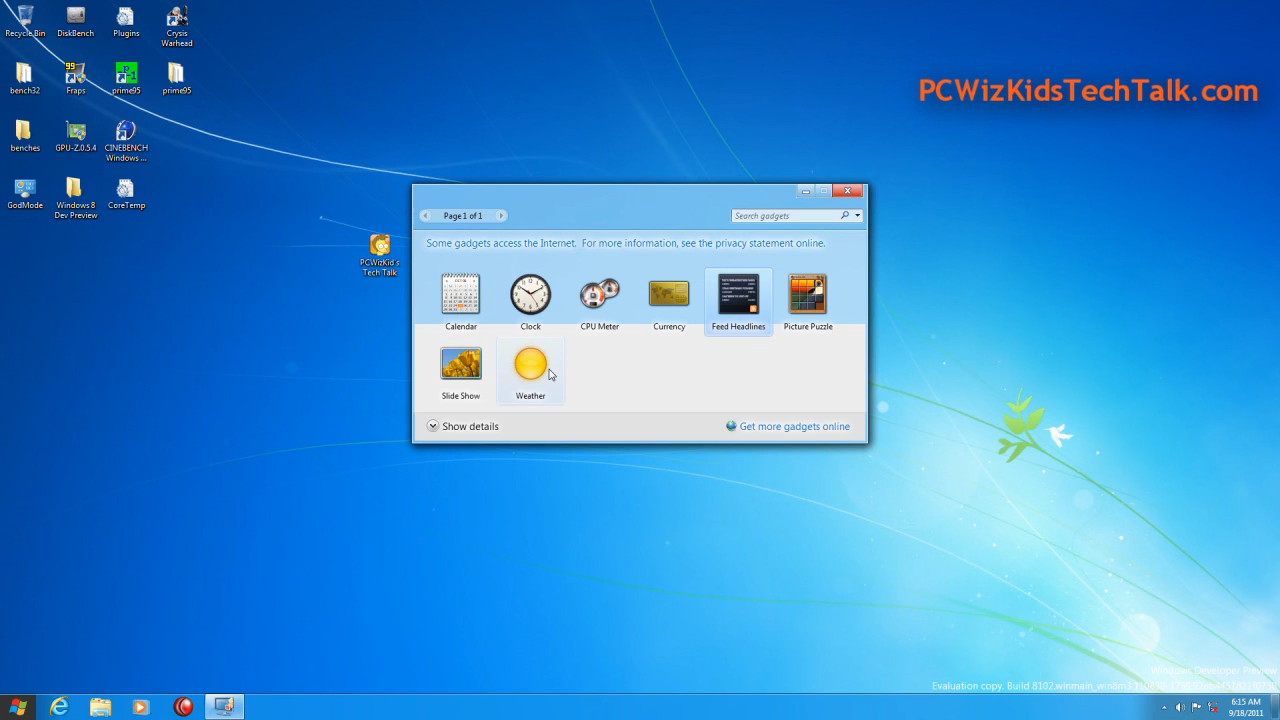 Recycle Bin
DiskBench
Plugins
Crysis
Warhead
bench32
99
Fraps
P-1
prime95
prime95
benches
GPU-Z.0.5.4
CINEBENCH
Windows ...
GodMode
Windows 8
Dev Preview
CoreTemp
PCWizKid's
Tech Talk
PCWizKidsTechTalk.com
Page 1 of 1
Search gadgets
Some gadgets access the Internet. For more information, see the privacy statement online.
Calendar
Clock
CPU Meter
Currency
Feed Headlines
Picture Puzzle
Slide Show
Weather
Show details
Get more gadgets online
Windows Developer Preview
Evaluation copy. Build 8102.winmain_win8m3
6:15 AM
9/18/2011